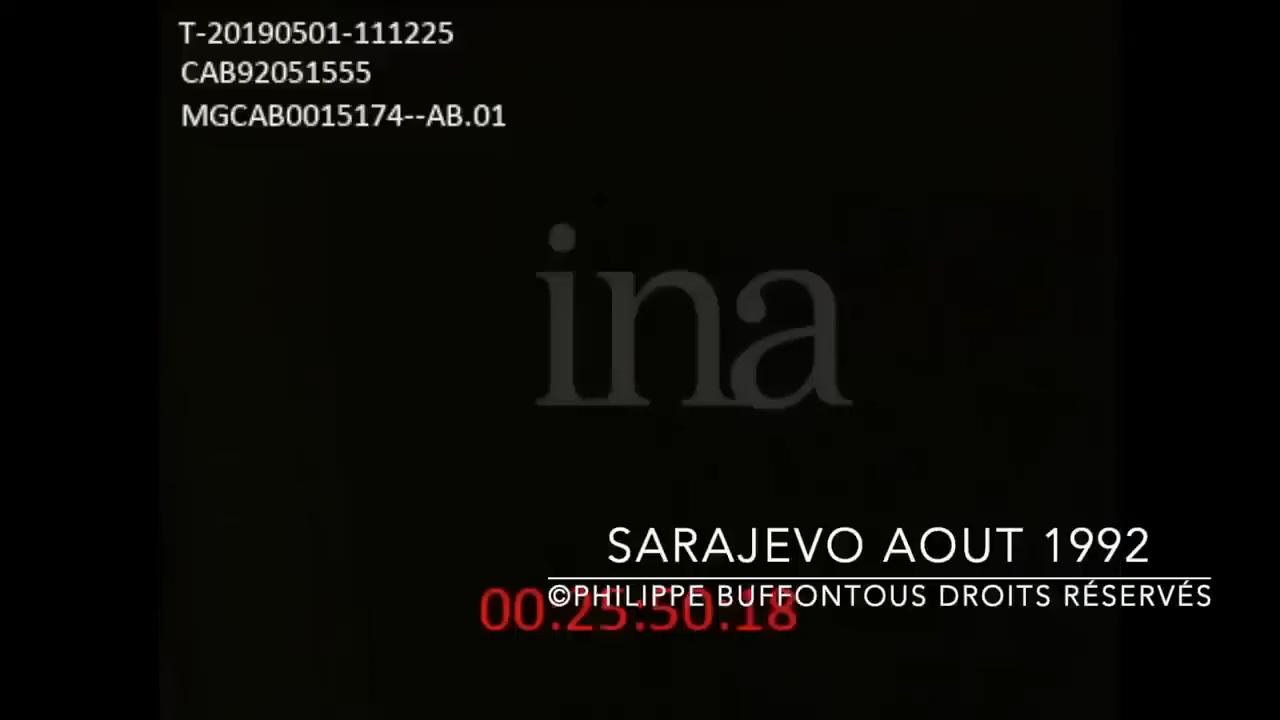 T-20190501-111225
CAB92051555
MGCAB0015174--AB.01
ina
SARAJEVO AOUT 1992
©PHILIPPE BUFFONTOUS DROITS RÉSERVÉS
00:25:50:18